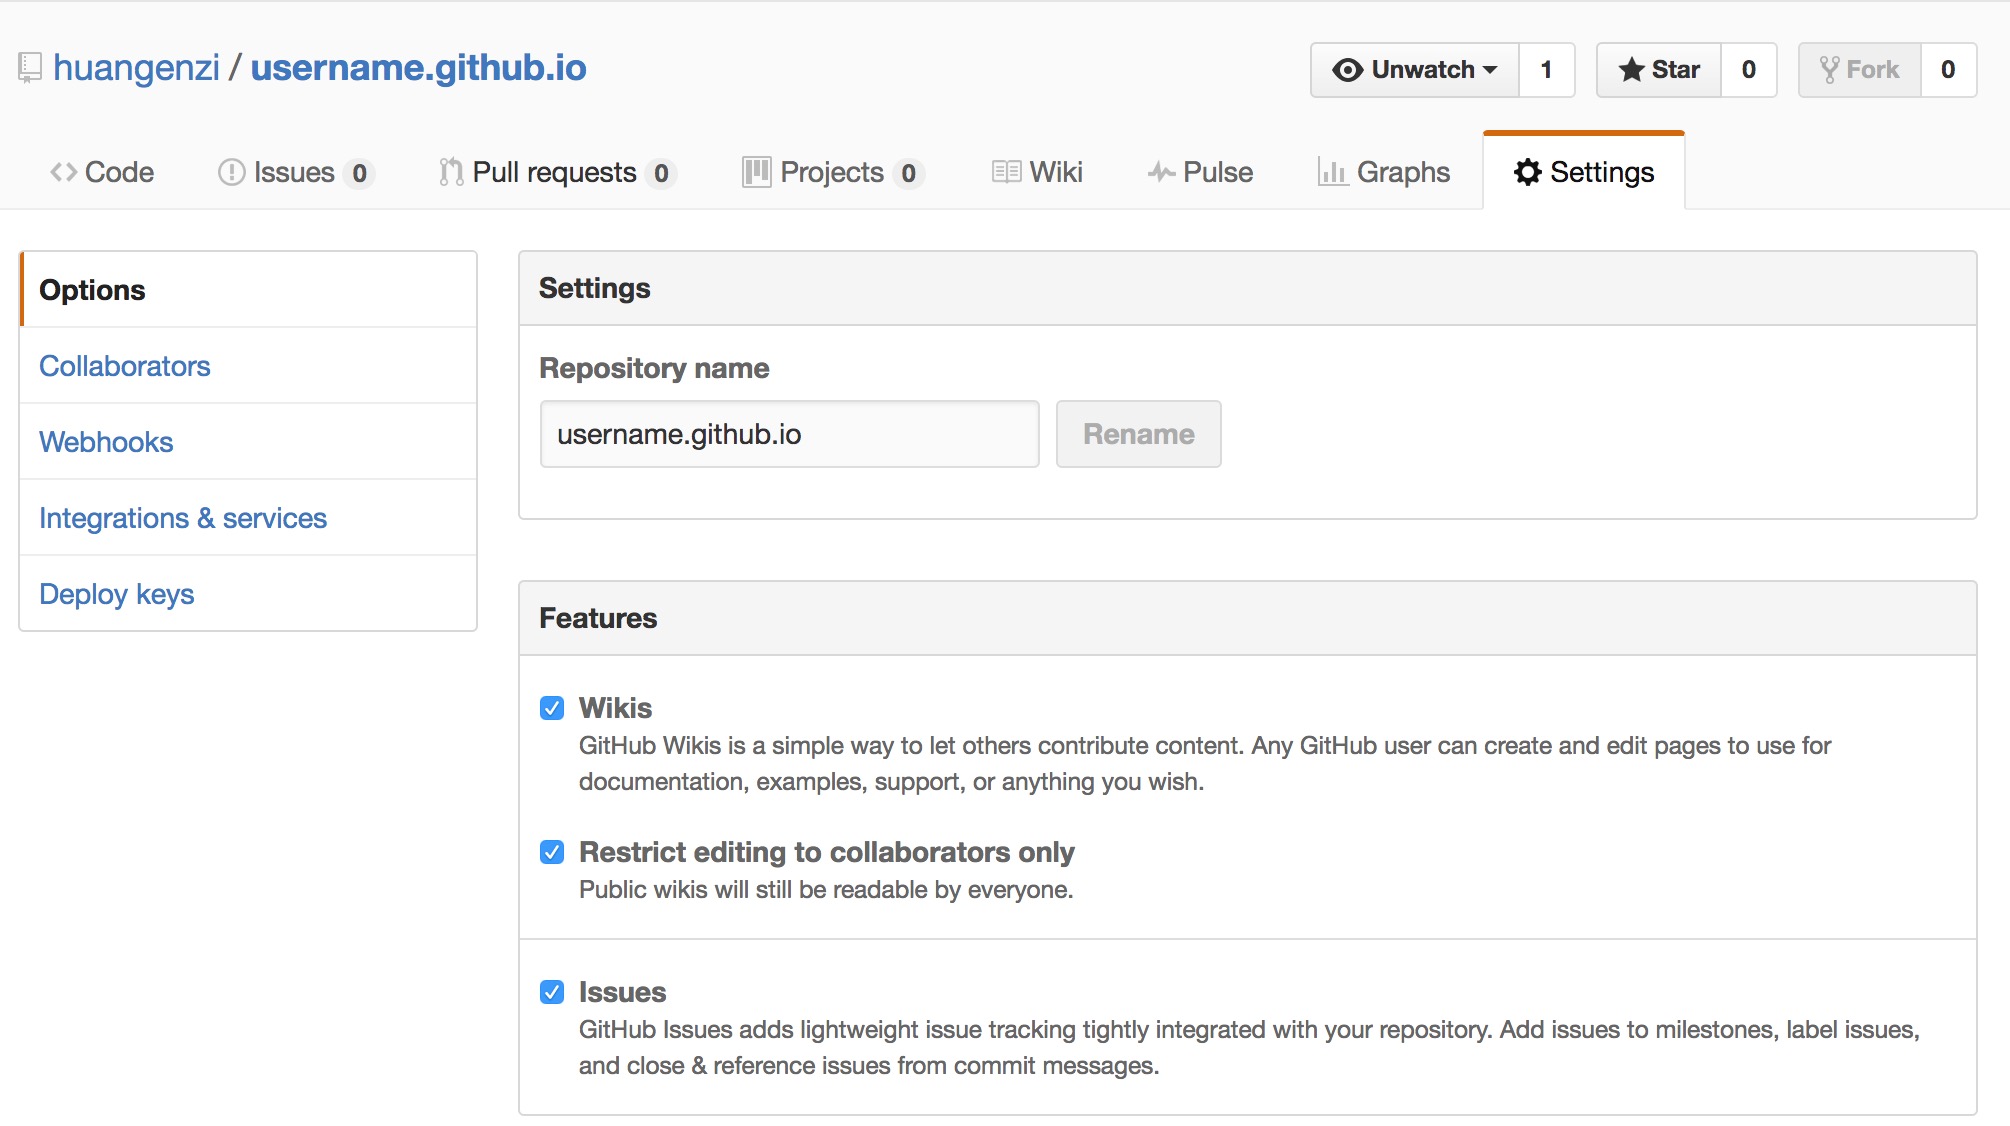 huangenzi / username.github.io
Unwatch 1 Star 0 Fork 0
Code Issues 0 Pull requests 0 Projects 0 Wiki Pulse Graphs Settings
Options
Collaborators
Webhooks
Integrations & services
Deploy keys
Settings
Repository name
username.github.io Rename
Features
Wikis
GitHub Wikis is a simple way to let others contribute content. Any GitHub user can create and edit pages to use for
documentation, examples, support, or anything you wish.
Restrict editing to collaborators only
Public wikis will still be readable by everyone.
Issues
GitHub Issues adds lightweight issue tracking tightly integrated with your repository. Add issues to milestones, label issues,
and close & reference issues from commit messages.